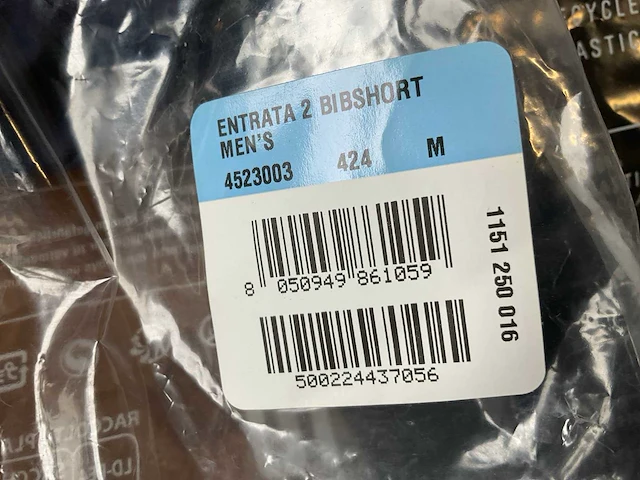 ENTRATA 2 BIBSHORT
MEN'S
4523003 424 M
8 050949 861059
500224437056
1151 250 016